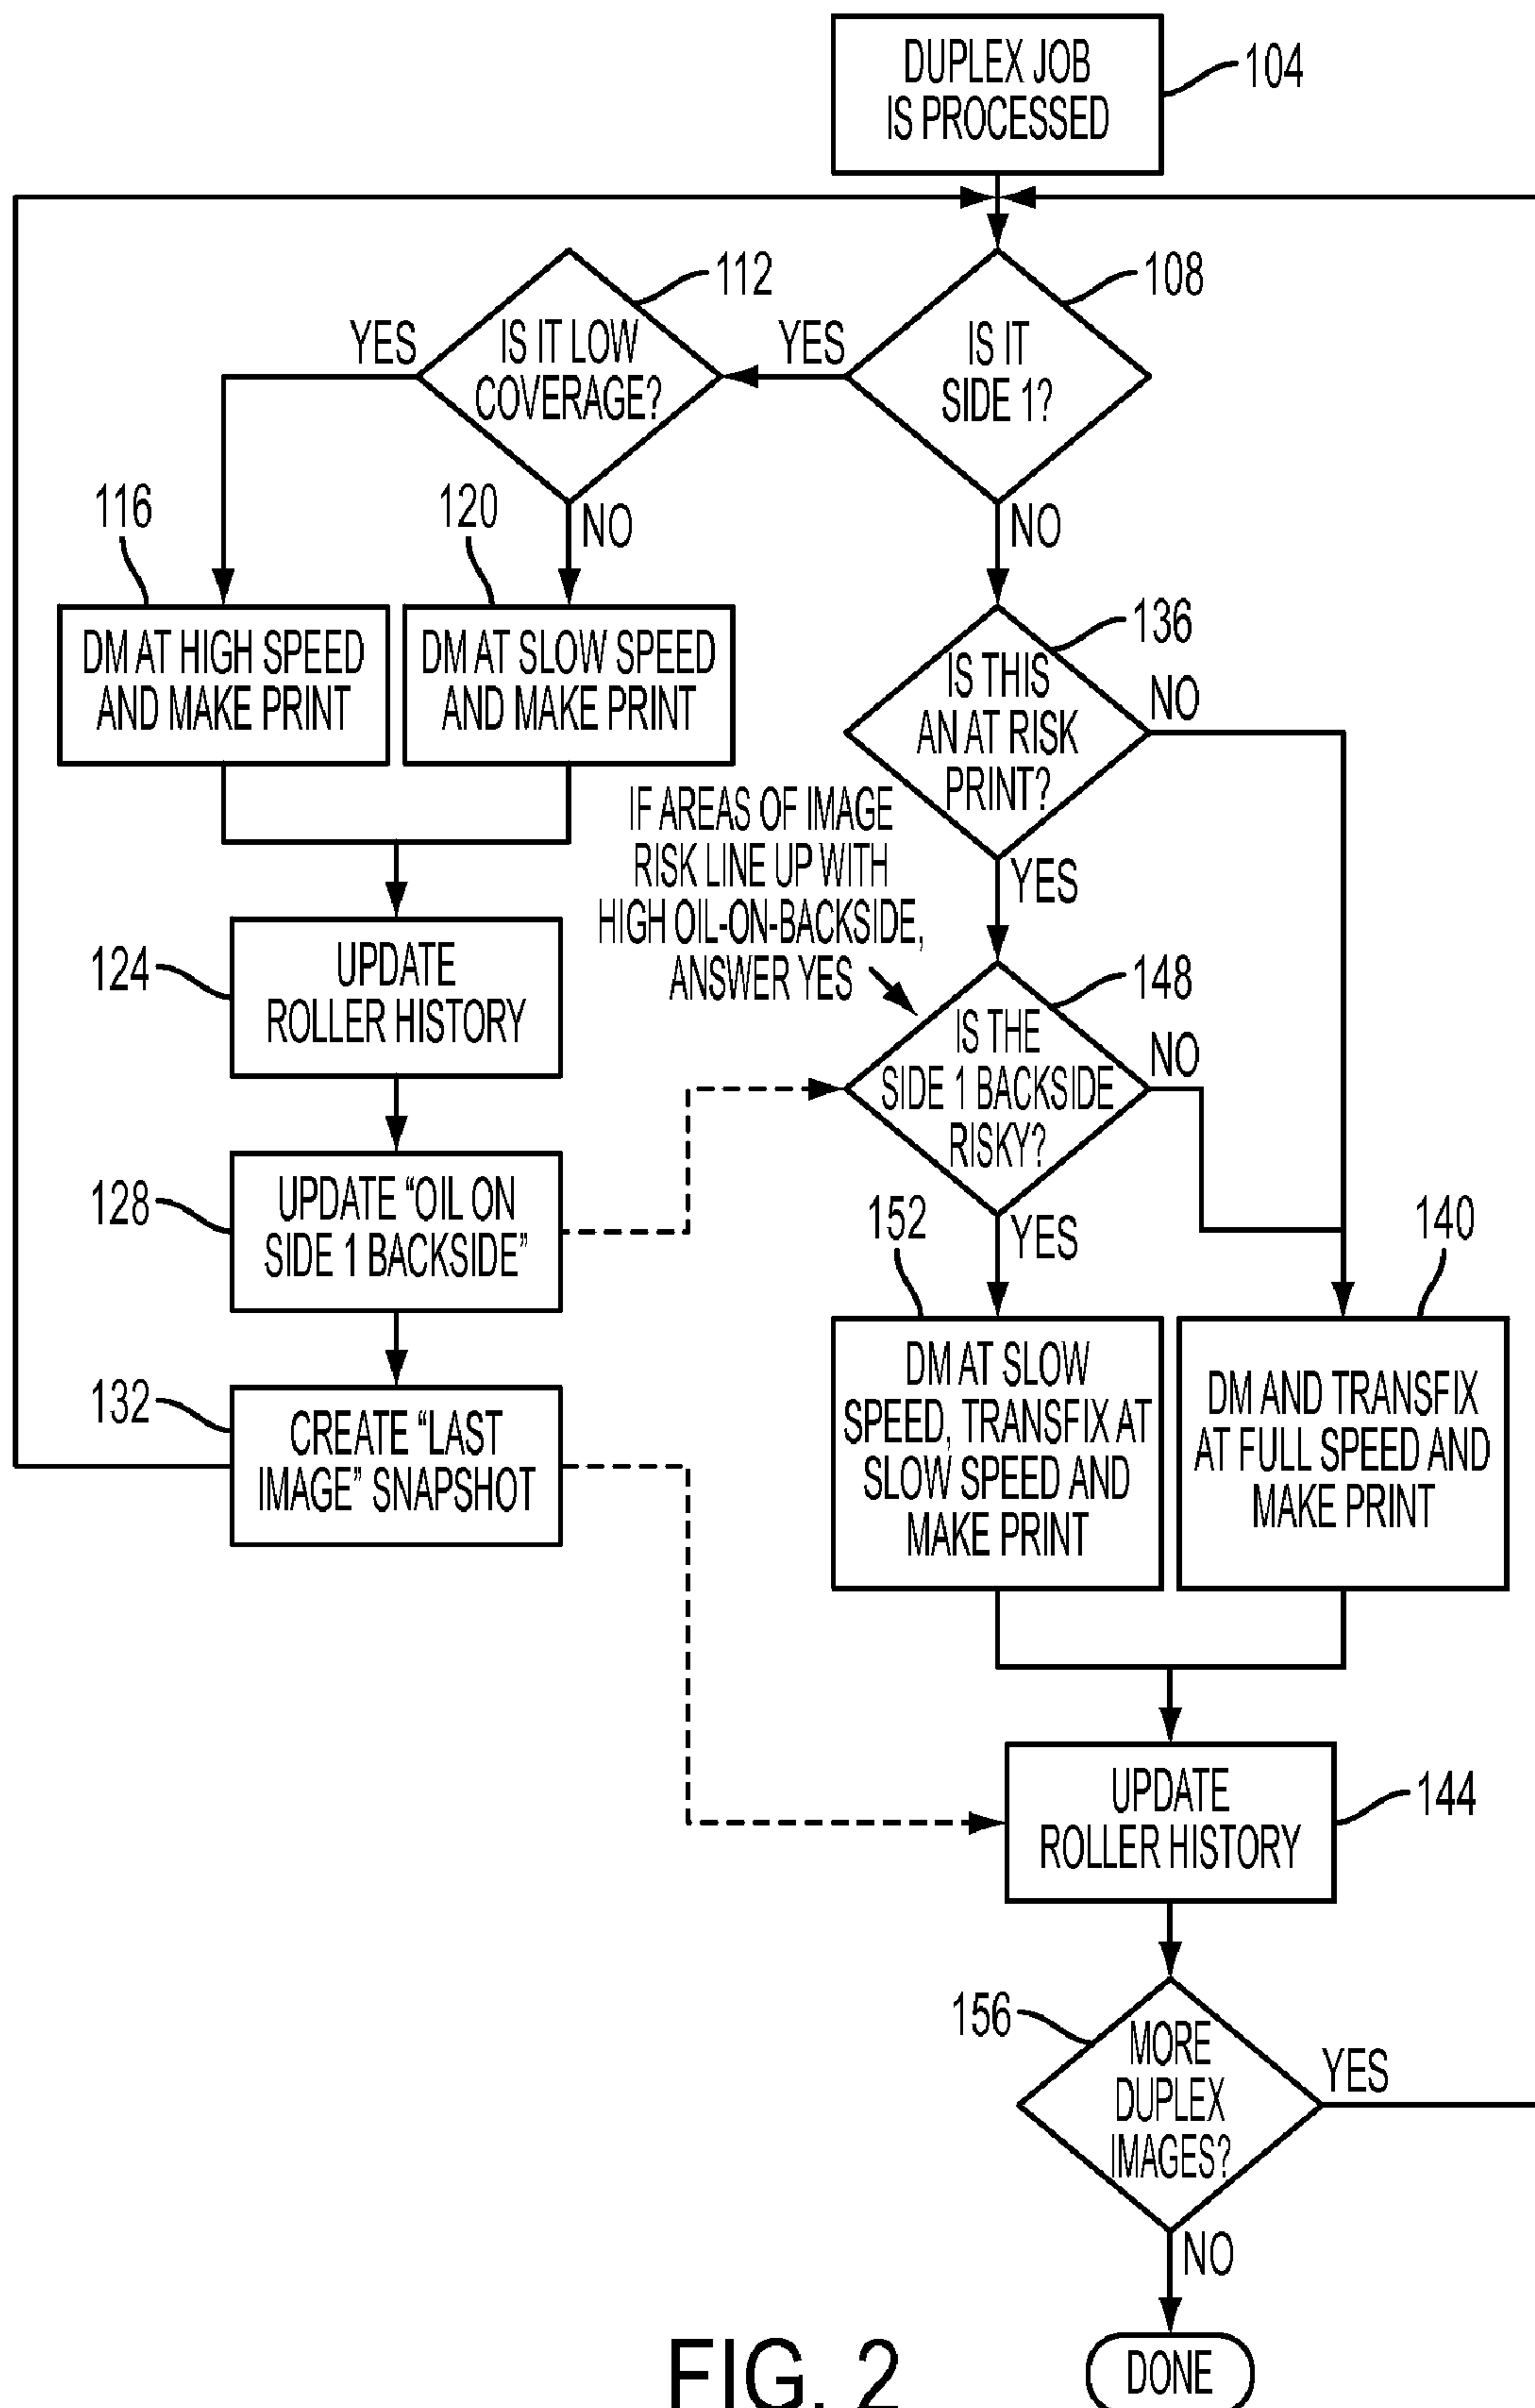 DUPLEX JOB
IS PROCESSED
104
108
IS IT
SIDE 1?
YES
NO
112
IS IT LOW
COVERAGE?
YES
NO
116
DM AT HIGH SPEED
AND MAKE PRINT
120
DM AT SLOW SPEED
AND MAKE PRINT
124
UPDATE
ROLLER HISTORY
128
UPDATE “OIL ON
SIDE 1 BACKSIDE”
132
CREATE “LAST
IMAGE” SNAPSHOT
136
IS THIS
AN AT RISK
PRINT?
NO
YES
IF AREAS OF IMAGE
RISK LINE UP WITH
HIGH OIL-ON-BACKSIDE,
ANSWER YES
148
IS THE
SIDE 1 BACKSIDE
RISKY?
NO
YES
152
DM AT SLOW
SPEED, TRANSFIX AT
SLOW SPEED AND
MAKE PRINT
140
DM AND TRANSFIX
AT FULL SPEED AND
MAKE PRINT
UPDATE
ROLLER HISTORY
144
156
MORE
DUPLEX
IMAGES?
YES
NO
DONE
FIG. 2